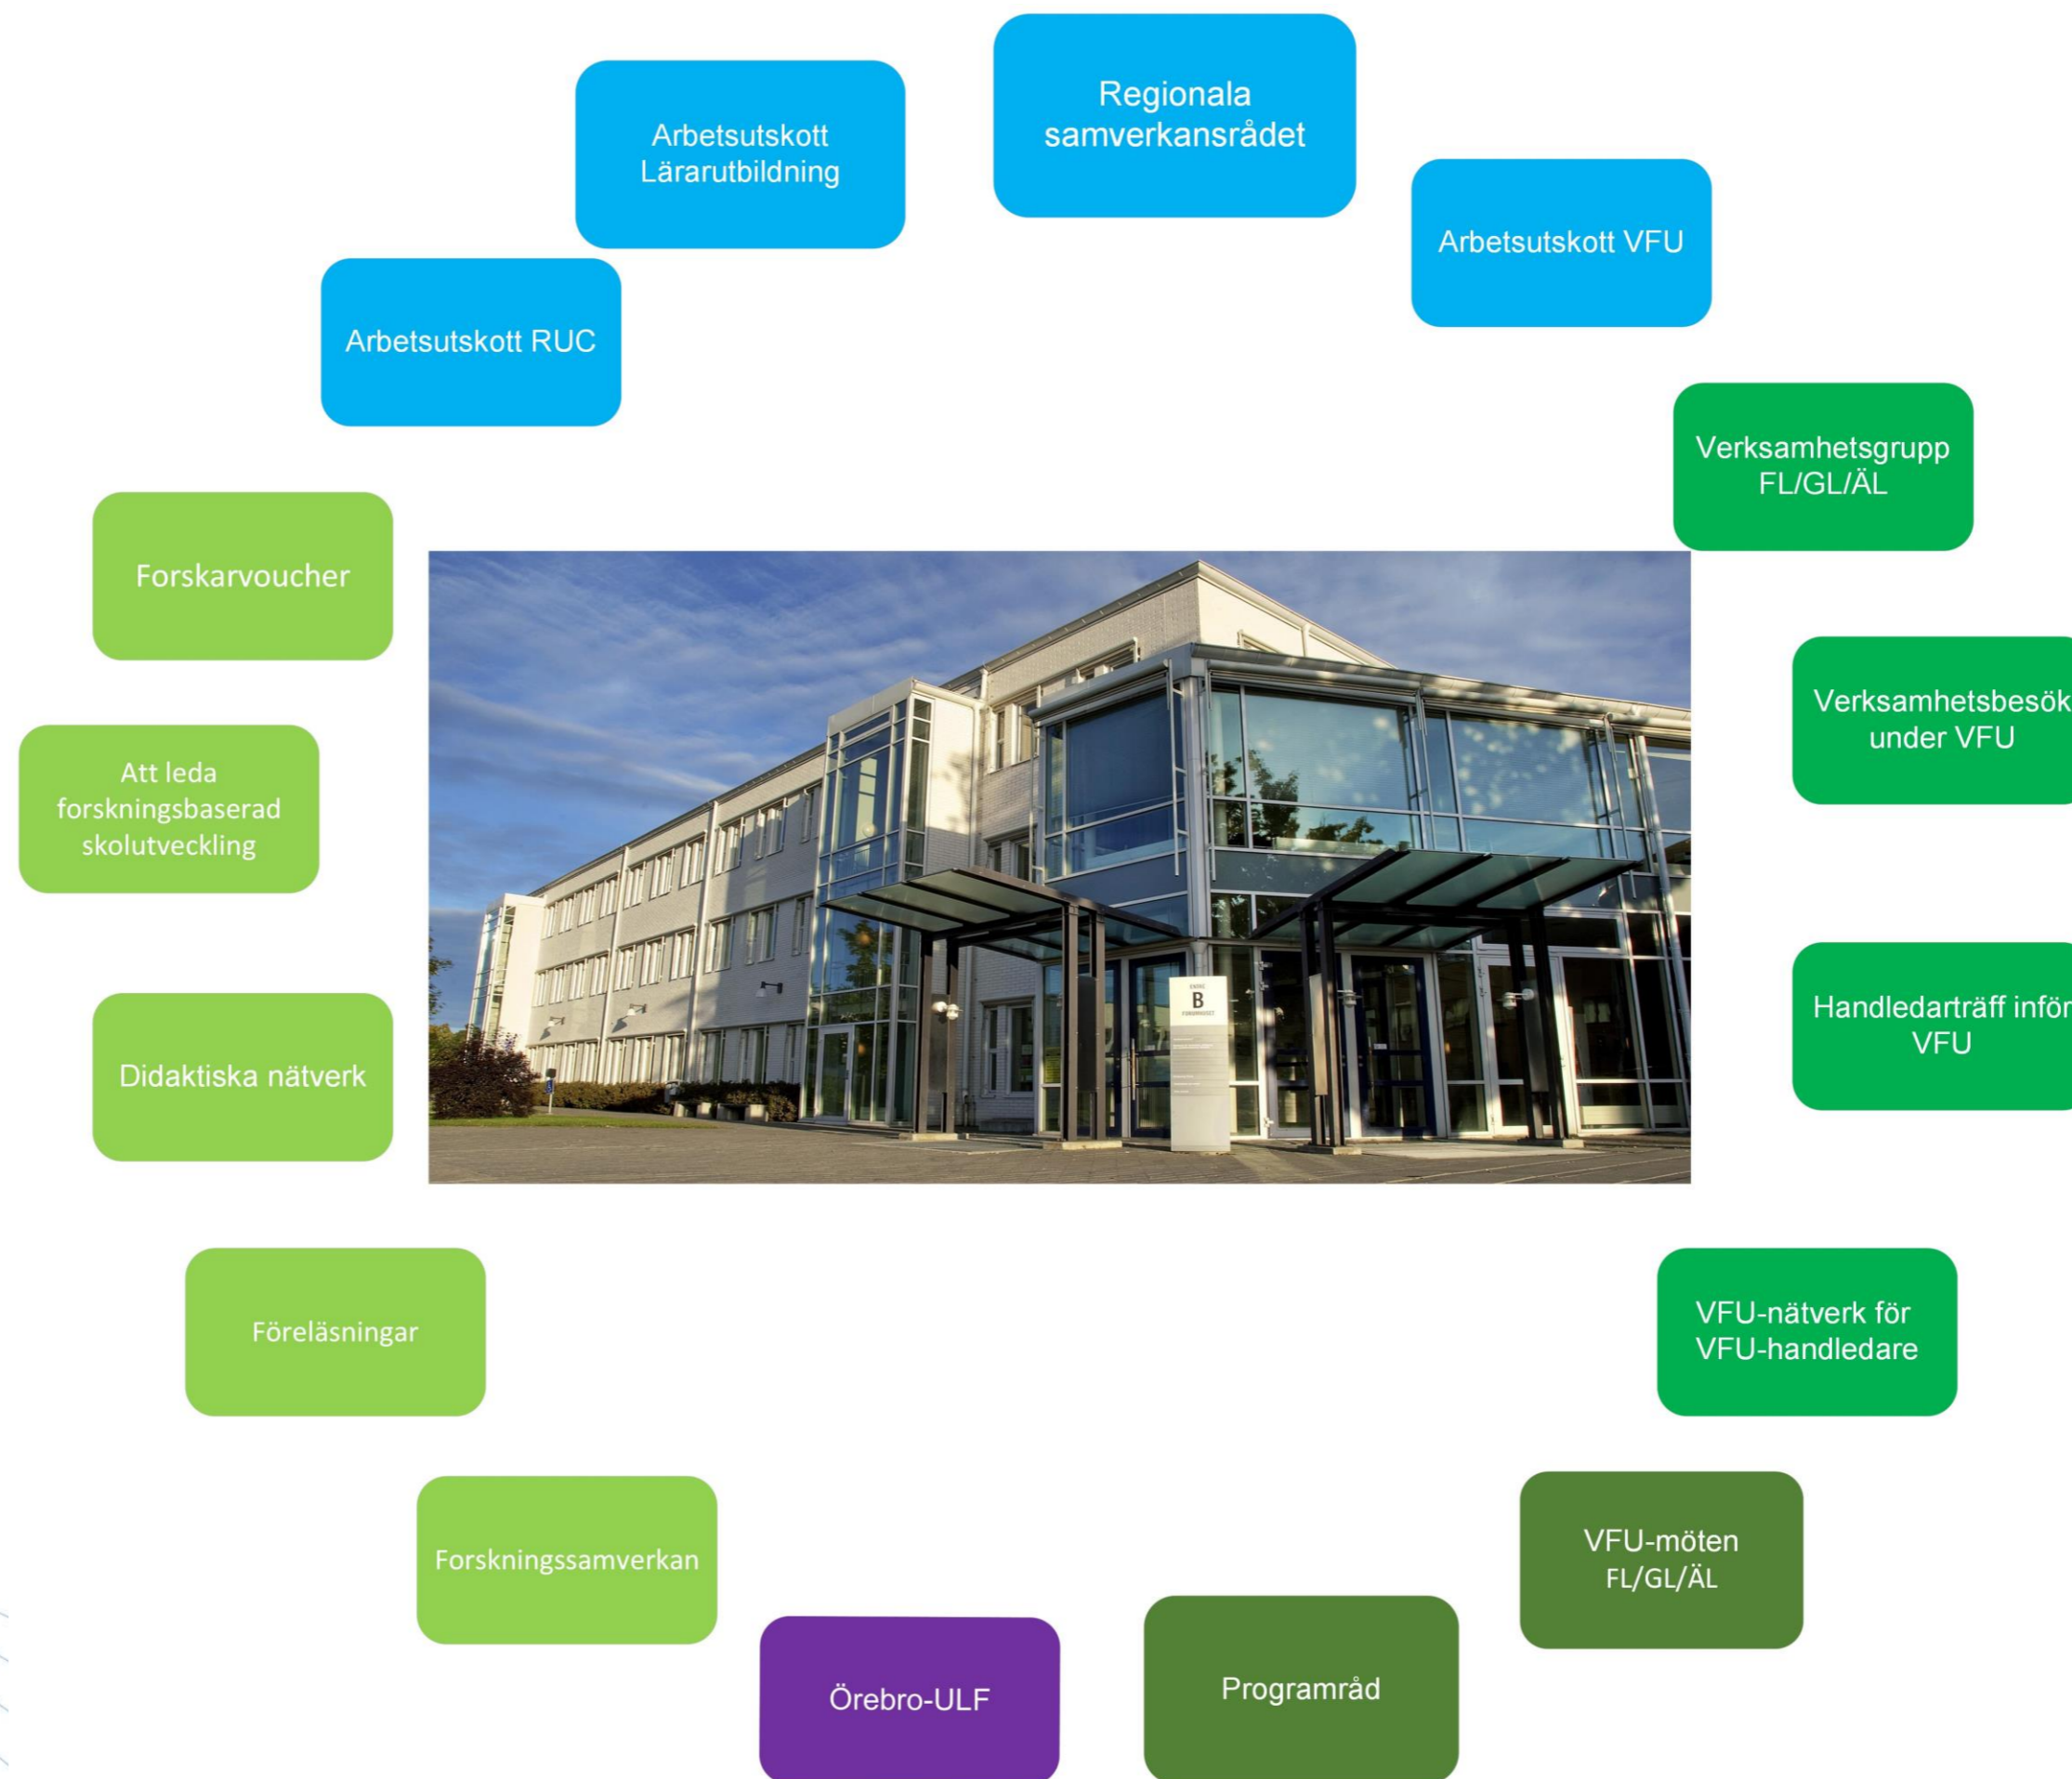 Regionala
samverkansrådet
Arbetsutskott
Lärarutbildning
Arbetsutskott VFU
Arbetsutskott RUC
Verksamhetsgrupp
FL/GL/ÄL
Forskarvoucher
Verksamhetsbesök
under VFU
Att leda
forskningsbaserad
skolutveckling
Handledarträff inför
VFU
Didaktiska nätverk
ENTRÉ
B
FORUMHUSET
Föreläsningar
VFU-nätverk för
VFU-handledare
Forskningssamverkan
VFU-möten
FL/GL/ÄL
Örebro-ULF
Programråd